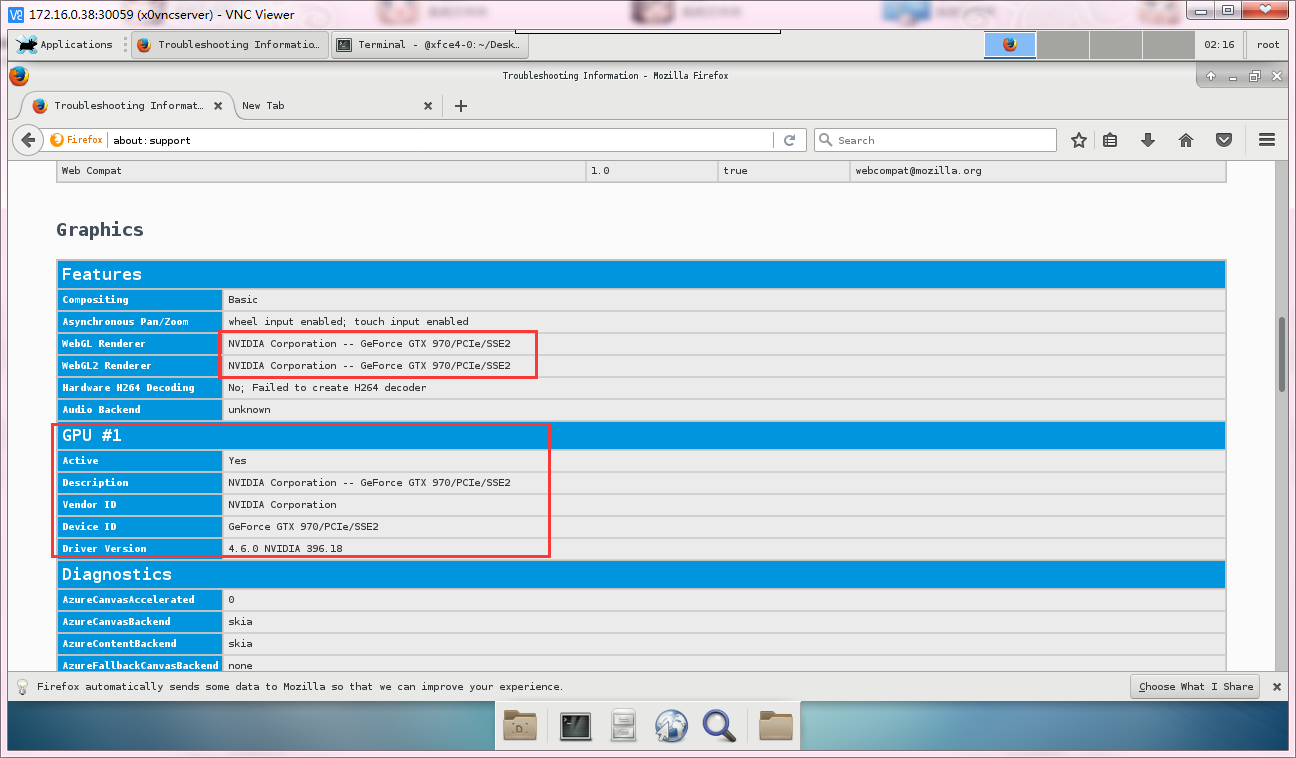 172.16.0.38:30059 (x0vncserver) - VNC Viewer
Applications Troubleshooting Informatio... Terminal - @xfce4-0:~/Desk... 02:16 root
Troubleshooting Information - Mozilla Firefox
Troubleshooting Informat... New Tab
Firefox about:support Search
Web Compat 1.0 true webcompat@mozilla.org
Graphics
Features
Compositing Basic
Asynchronous Pan/Zoom wheel input enabled; touch input enabled
WebGL Renderer NVIDIA Corporation -- GeForce GTX 970/PCIe/SSE2
WebGL2 Renderer NVIDIA Corporation -- GeForce GTX 970/PCIe/SSE2
Hardware H264 Decoding No; Failed to create H264 decoder
Audio Backend unknown
GPU #1
Active Yes
Description NVIDIA Corporation -- GeForce GTX 970/PCIe/SSE2
Vendor ID NVIDIA Corporation
Device ID GeForce GTX 970/PCIe/SSE2
Driver Version 4.6.0 NVIDIA 396.18
Diagnostics
AzureCanvasAccelerated 0
AzureCanvasBackend skia
AzureContentBackend skia
AzureFallbackCanvasBackend none
Firefox automatically sends some data to Mozilla so that we can improve your experience. Choose What I Share